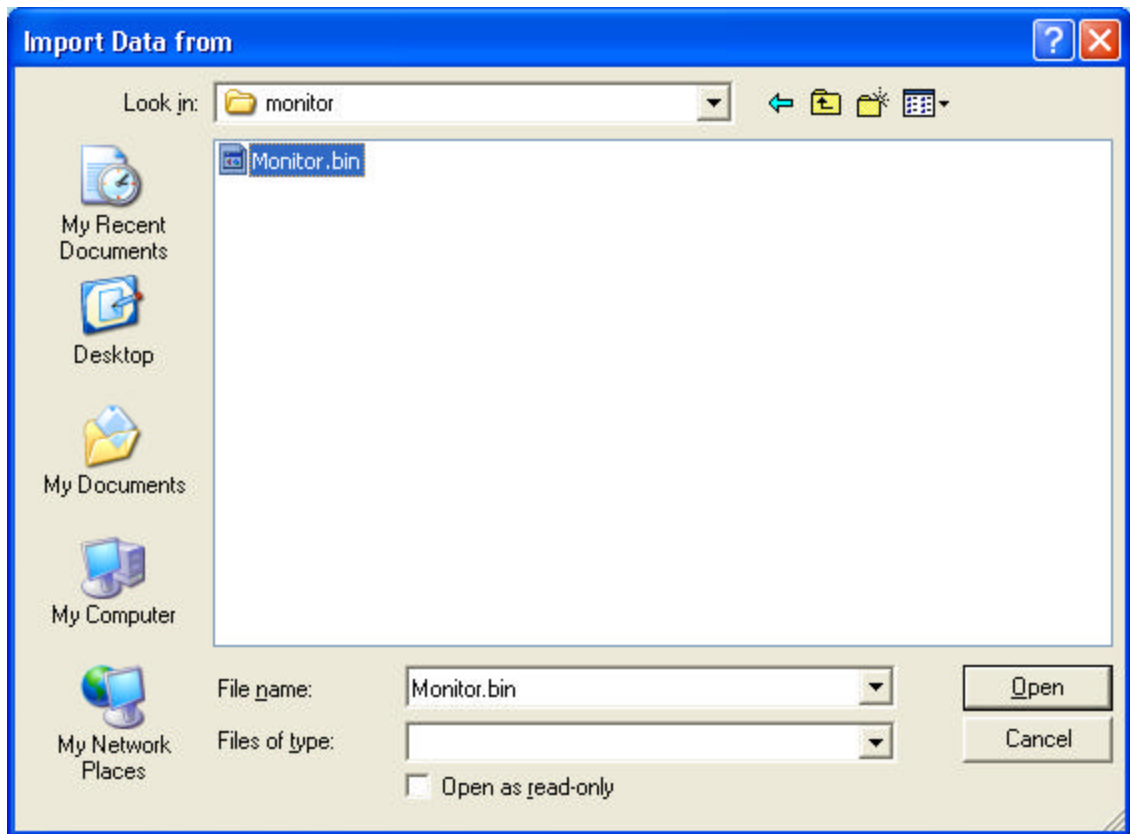 Import Data from
Look in:
monitor
Monitor.bin
My Recent
Documents
Desktop
My Documents
My Computer
My Network
Places
File name:
Monitor.bin
Open
Files of type:
Cancel
Open as read-only